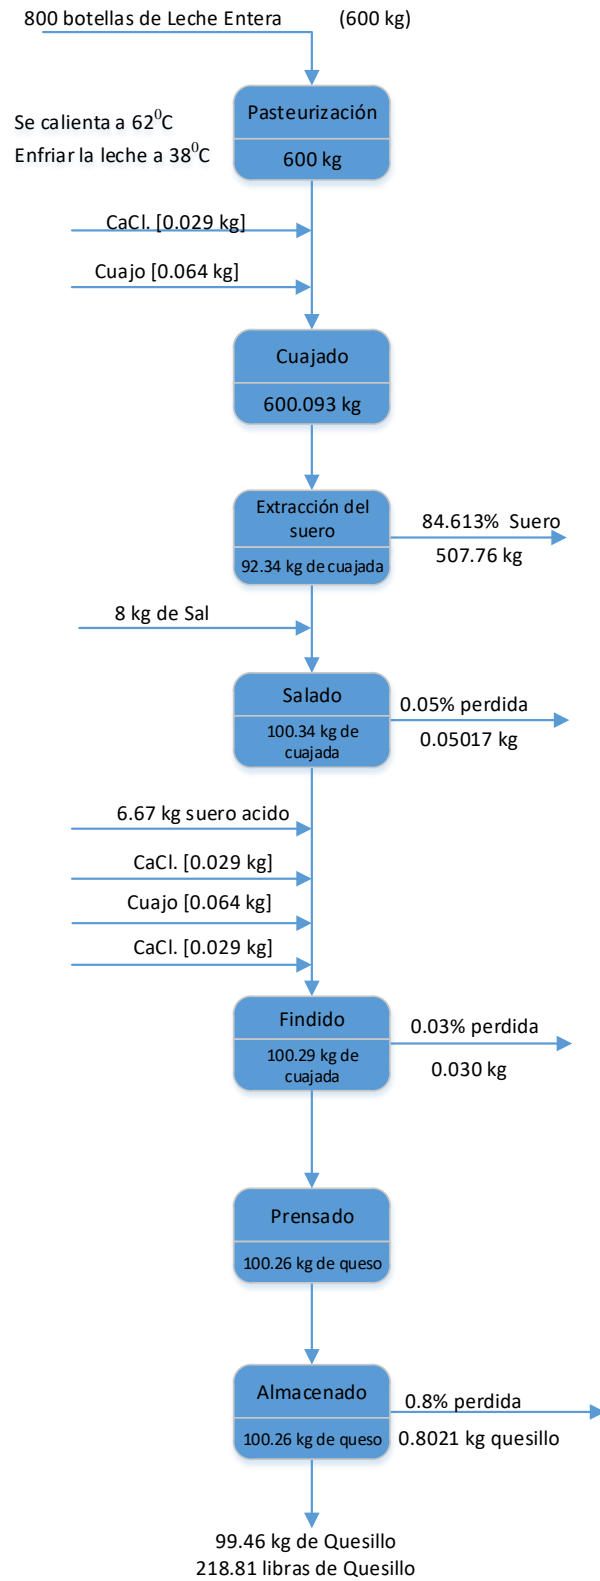 800 botellas de Leche Entera (600 kg)
Pasteurización
Se calienta a 62⁰C
Enfriar la leche a 38⁰C
600 kg
CaCl. [0.029 kg]
Cuajo [0.064 kg]
Cuajado
600.093 kg
Extracción del
suero
92.34 kg de cuajada
84.613% Suero
507.76 kg
8 kg de Sal
Salado
100.34 kg de
cuajada
0.05% perdida
0.05017 kg
6.67 kg suero acido
CaCl. [0.029 kg]
Cuajo [0.064 kg]
CaCl. [0.029 kg]
Findido
100.29 kg de
cuajada
0.03% perdida
0.030 kg
Prensado
100.26 kg de queso
Almacenado
100.26 kg de queso
0.8% perdida
0.8021 kg quesillo
99.46 kg de Quesillo
218.81 libras de Quesillo